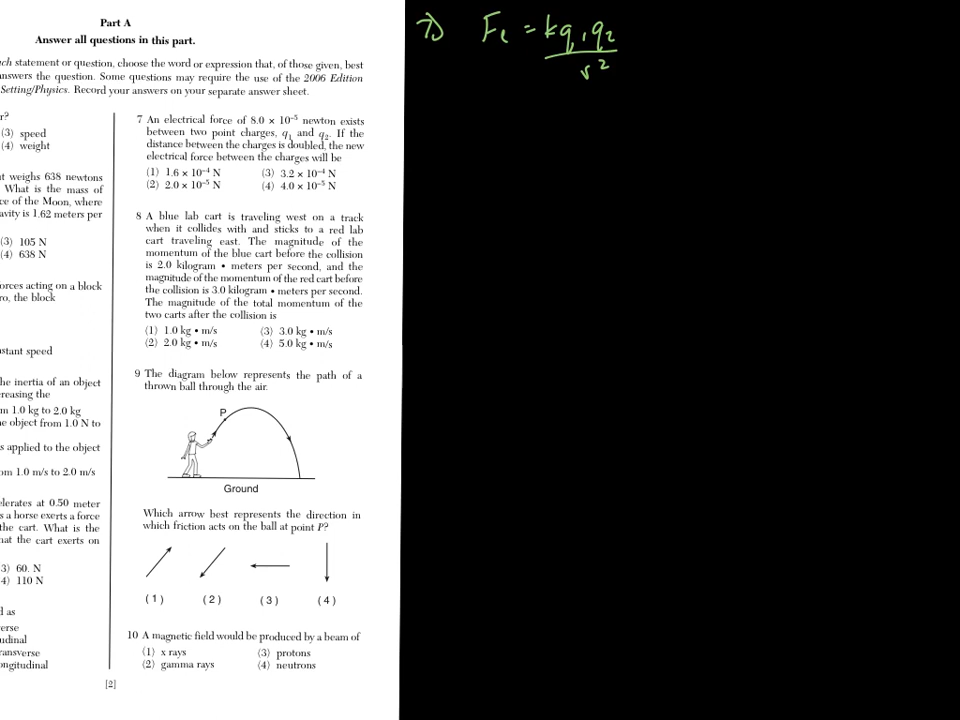 Part A
Answer all questions in this part.
ch statement or question, choose the word or expression that, of those given, best
nswers the question. Some questions may require the use of the 2006 Edition
Setting/Physics. Record your answers on your separate answer sheet.
r?
(3) speed
(4) weight
t weighs 638 newtons
What is the mass of
ce of the Moon, where
avity is 1.62 meters per
(3) 105 N
(4) 638 N
orces acting on a block
ro, the block
stant speed
he inertia of an object
reasing the
m 1.0 kg to 2.0 kg
e object from 1.0 N to
s applied to the object
om 1.0 m/s to 2.0 m/s
elerates at 0.50 meter
s a horse exerts a force
the cart. What is the
hat the cart exerts on
3) 60. N
4) 110 N
d as
erse
udinal
ransverse
ongitudinal
7 An electrical force of 8.0 × 10⁻⁵ newton exists
between two point charges, q₁ and q₂. If the
distance between the charges is doubled, the new
electrical force between the charges will be
(1) 1.6 × 10⁻⁴ N (3) 3.2 × 10⁻⁴ N
(2) 2.0 × 10⁻⁵ N (4) 4.0 × 10⁻⁵ N
8 A blue lab cart is traveling west on a track
when it collides with and sticks to a red lab
cart traveling east. The magnitude of the
momentum of the blue cart before the collision
is 2.0 kilogram • meters per second, and the
magnitude of the momentum of the red cart before
the collision is 3.0 kilogram • meters per second.
The magnitude of the total momentum of the
two carts after the collision is
(1) 1.0 kg • m/s (3) 3.0 kg • m/s
(2) 2.0 kg • m/s (4) 5.0 kg • m/s
9 The diagram below represents the path of a
thrown ball through the air.
P
Ground
Which arrow best represents the direction in
which friction acts on the ball at point P?
(1) (2) (3) (4)
10 A magnetic field would be produced by a beam of
(1) x rays (3) protons
(2) gamma rays (4) neutrons
[2]
7) Fₑ = kq₁q₂
r²